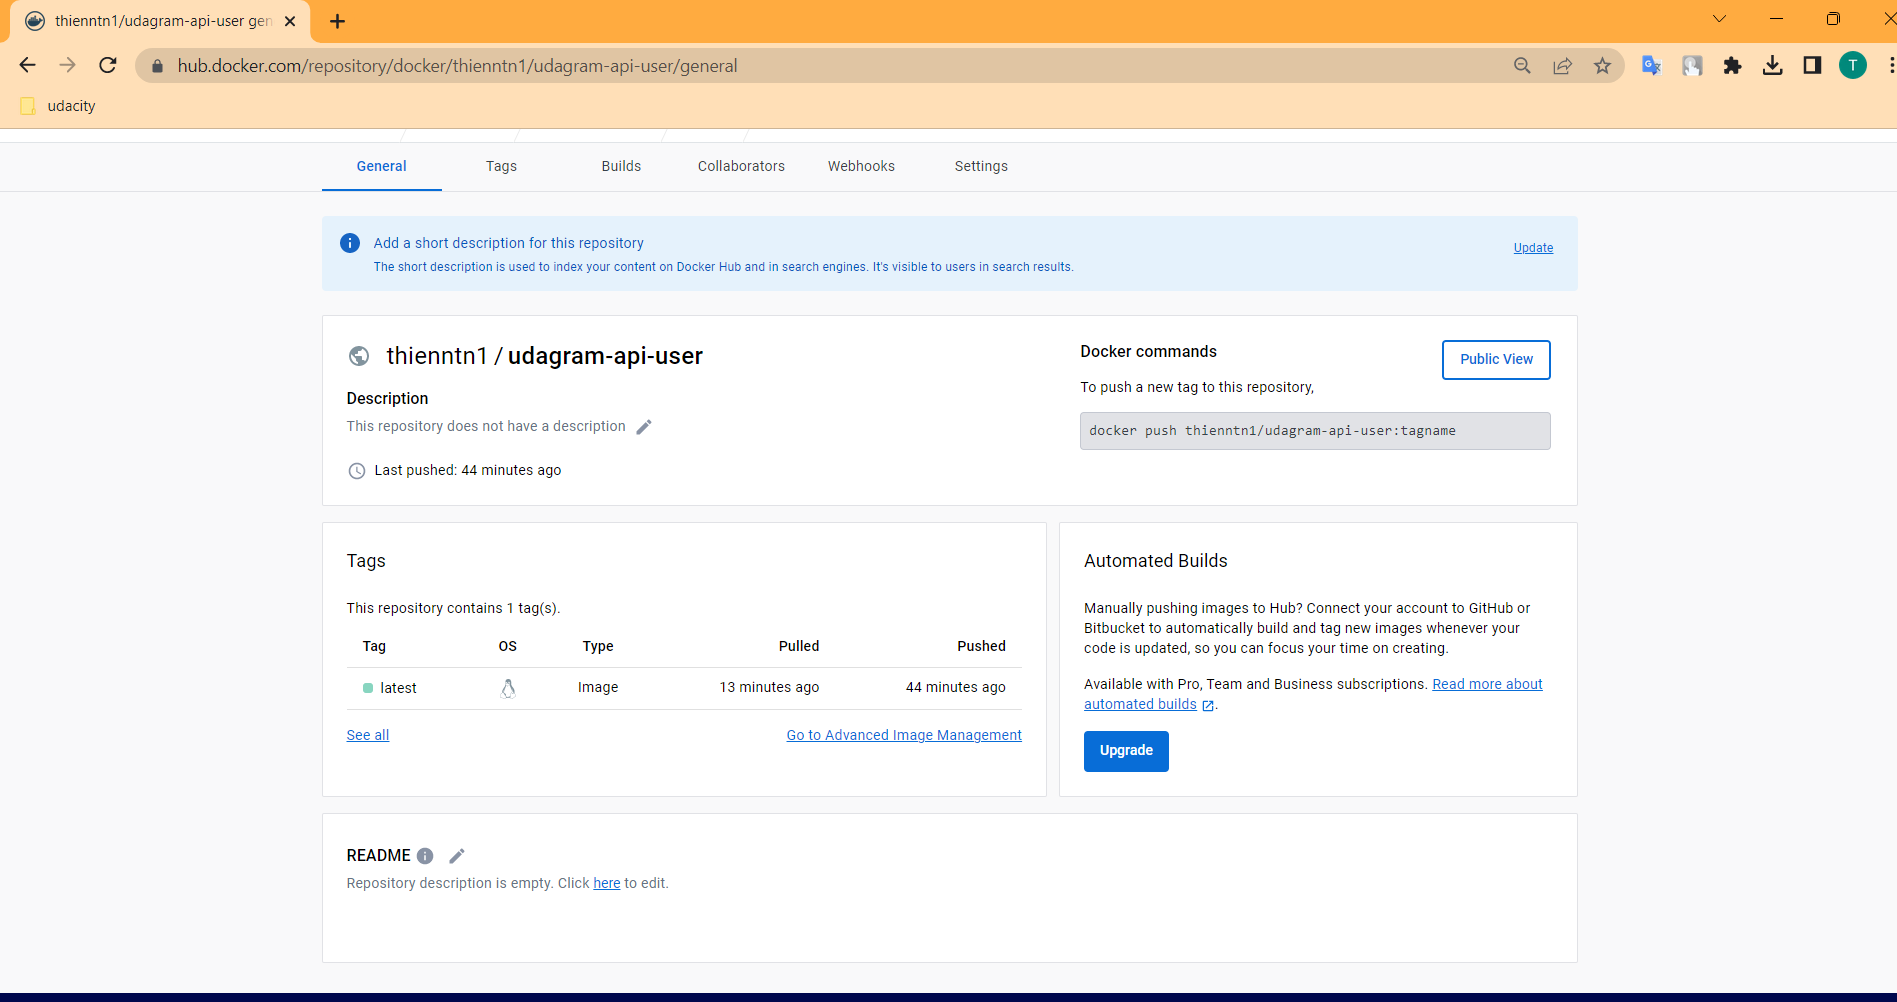 thienntn1/udagram-api-user gen
hub.docker.com/repository/docker/thienntn1/udagram-api-user/general
T
udacity
General Tags Builds Collaborators Webhooks Settings
Add a short description for this repository
The short description is used to index your content on Docker Hub and in search engines. It's visible to users in search results.
Update
thienntn1 / udagram-api-user
Description
This repository does not have a description
Last pushed: 44 minutes ago
Docker commands
Public View
To push a new tag to this repository,
docker push thienntn1/udagram-api-user:tagname
Tags
This repository contains 1 tag(s).
Tag OS Type Pulled Pushed
latest Image 13 minutes ago 44 minutes ago
See all Go to Advanced Image Management
Automated Builds
Manually pushing images to Hub? Connect your account to GitHub or
Bitbucket to automatically build and tag new images whenever your
code is updated, so you can focus your time on creating.
Available with Pro, Team and Business subscriptions. Read more about
automated builds .
Upgrade
README
Repository description is empty. Click here to edit.